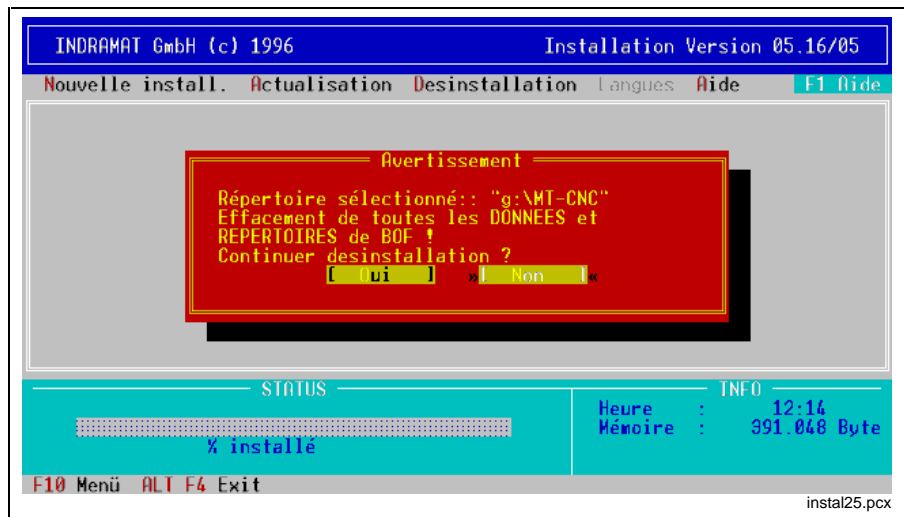 INDRAMAT GmbH (c) 1996 Installation Version 05.16/05
Nouvelle install. Actualisation Desinstallation Langues Aide F1 Aide
Avertissement
Répertoire sélectionné:: "g:\MT-CNC"
Effacement de toutes les DONNEES et
REPERTOIRES de BOF !
Continuer desinstallation ?
[ Oui ] »[ Non ]«
STATUS INFO
Heure : 12:14
Mémoire : 391.048 Byte
% installé
F10 Menü ALT F4 Exit
instal25.pcx